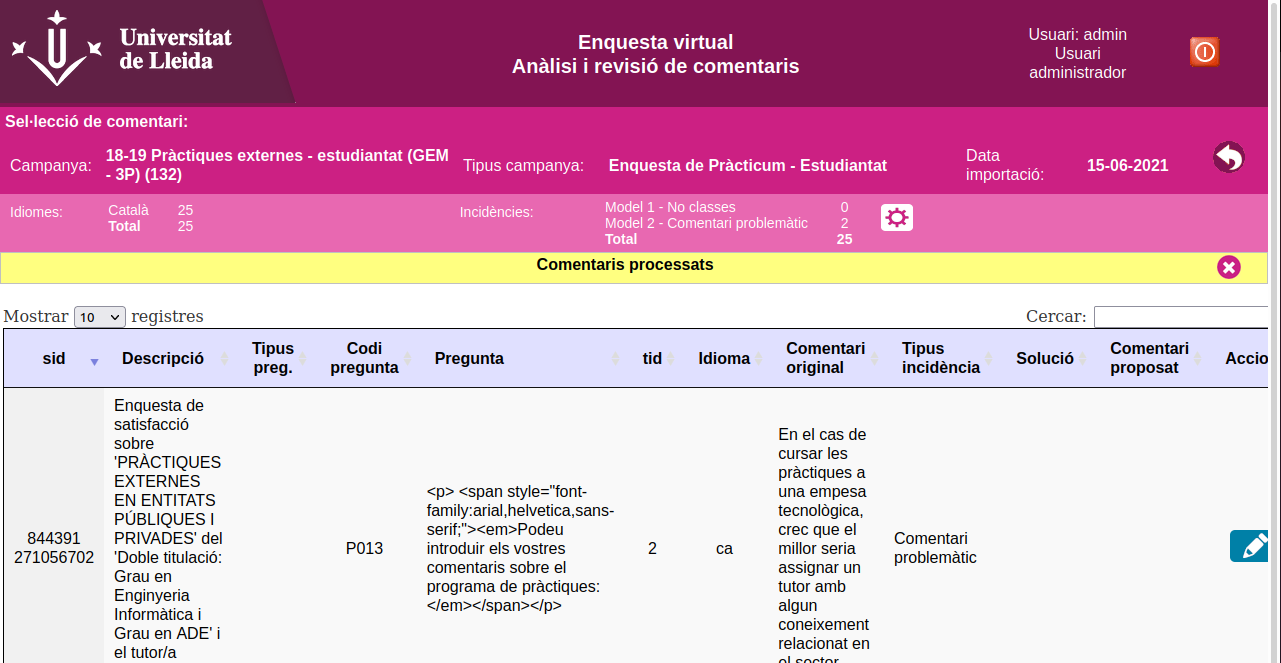 Universitat
de Lleida
Enquesta virtual
Anàlisi i revisió de comentaris
Usuari: admin
Usuari
administrador
Sel·lecció de comentari:
Campanya:
18-19 Pràctiques externes - estudiantat (GEM
- 3P) (132)
Tipus campanya:
Enquesta de Pràcticum - Estudiantat
Data
importació:
15-06-2021
Idiomes:
Català 25
Total 25
Incidències:
Model 1 - No classes 0
Model 2 - Comentari problemàtic 2
Total 25
Comentaris processats
Mostrar 10 registres
Cercar:
sid
Descripció
Tipus
preg.
Codi
pregunta
Pregunta
tid
Idioma
Comentari
original
Tipus
incidència
Solució
Comentari
proposat
Accio
844391
271056702
Enquesta de
satisfacció
sobre
'PRÀCTIQUES
EXTERNES
EN ENTITATS
PÚBLIQUES I
PRIVADES' del
'Doble titulació:
Grau en
Enginyeria
Informàtica i
Grau en ADE' i
el tutor/a
P013
<p> <span style="font-
family:arial,helvetica,sans-
serif;"><em>Podeu
introduir els vostres
comentaris sobre el
programa de pràctiques:
</em></span></p>
2
ca
En el cas de
cursar les
pràctiques a
una empesa
tecnològica,
crec que el
millor seria
assignar un
tutor amb
algun
coneixement
relacionat en
el sector
Comentari
problemàtic